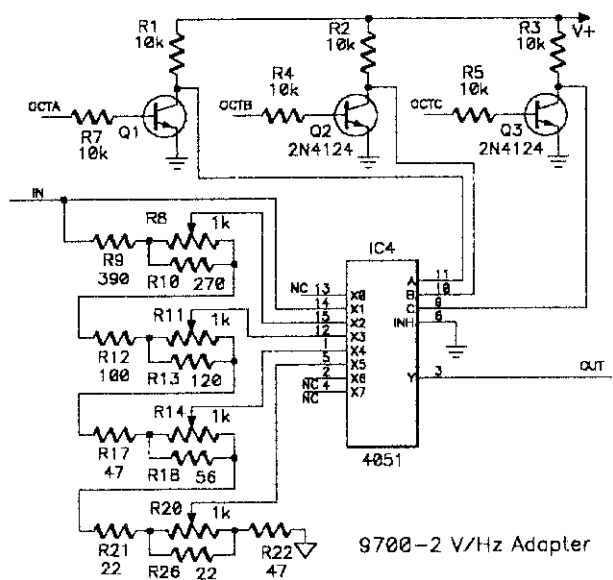 R1
10k
R2
10k
R3
10k
V+
OCTA
R7
10k
Q1
OCTB
R4
10k
Q2
2N4124
OCTC
R5
10k
Q3
2N4124
IN
R8
1k
R9
390
R10
270
R11
1k
R12
100
R13
120
R14
1k
R17
47
R18
56
R20
1k
R21
22
R26
22
R22
47
IC4
NC 13 X0
14 X1
15 X2
12 X3
1 X4
5 X5
2 X6
NC 4 X7
NC
A 11
B 10
C 9
INH 6
Y 3
OUT
4051
9700-2 V/Hz Adapter